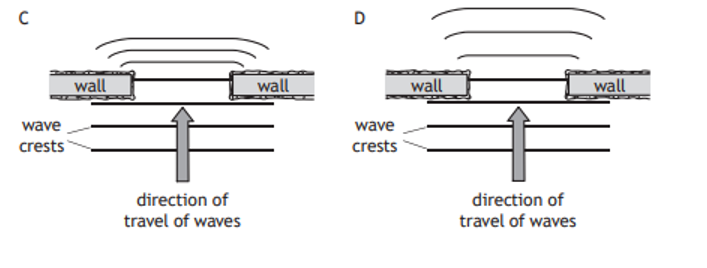 C
wall
wall
wave
crests
direction of
travel of waves
D
wall
wall
wave
crests
direction of
travel of waves